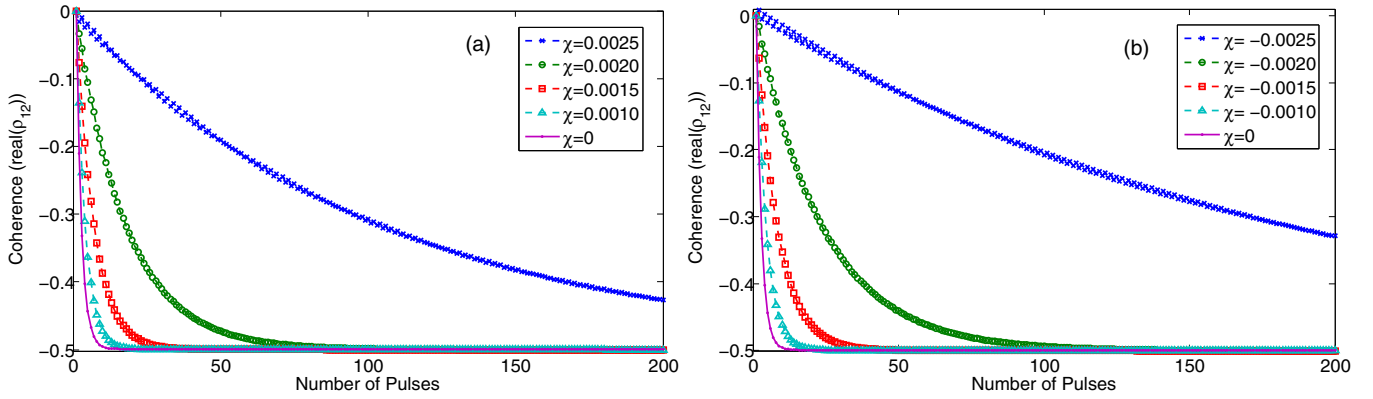 (a)
χ=0.0025
χ=0.0020
χ=0.0015
χ=0.0010
χ=0
0
−0.1
−0.2
−0.3
−0.4
−0.5
Coherence (real(ρ12))
0
50
100
150
200
Number of Pulses
(b)
χ= −0.0025
χ= −0.0020
χ= −0.0015
χ= −0.0010
χ=0
0
−0.1
−0.2
−0.3
−0.4
−0.5
Coherence (real(ρ12))
0
50
100
150
200
Number of Pulses